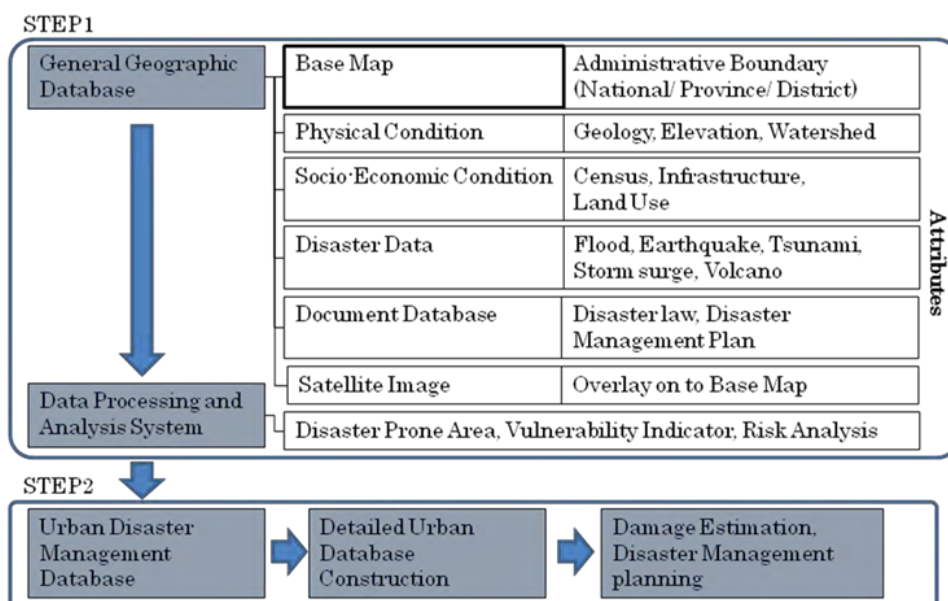 STEP1
General Geographic
Database
Base Map
Administrative Boundary
(National/ Province/ District)
Physical Condition
Geology, Elevation, Watershed
Socio-Economic Condition
Census, Infrastructure,
Land Use
Disaster Data
Flood, Earthquake, Tsunami,
Storm surge, Volcano
Document Database
Disaster law, Disaster
Management Plan
Satellite Image
Overlay on to Base Map
Attributes
Data Processing and
Analysis System
Disaster Prone Area, Vulnerability Indicator, Risk Analysis
STEP2
Urban Disaster
Management
Database
Detailed Urban
Database
Construction
Damage Estimation,
Disaster Management
planning